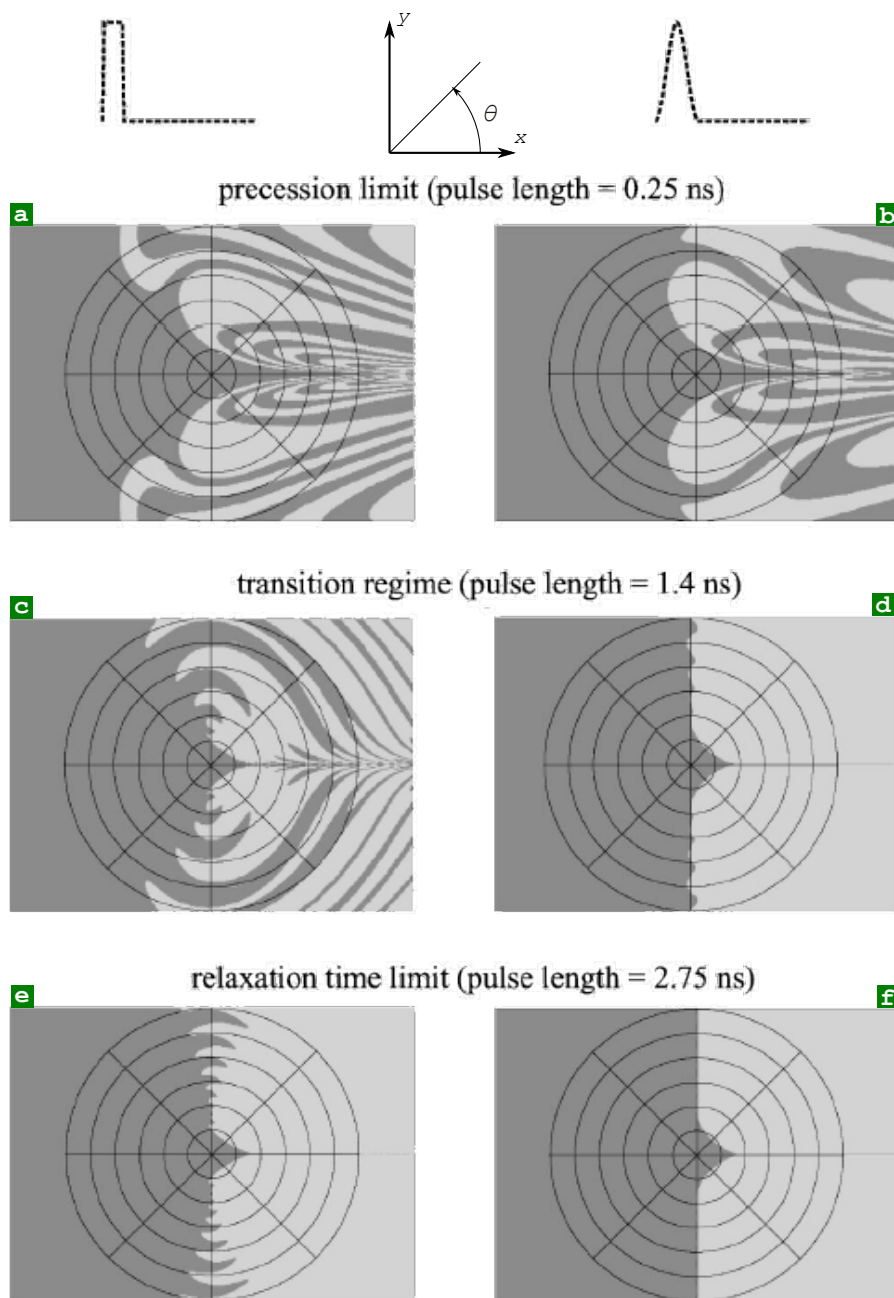 y
θ
x
precession limit (pulse length = 0.25 ns)
a
b
transition regime (pulse length = 1.4 ns)
c
d
relaxation time limit (pulse length = 2.75 ns)
e
f